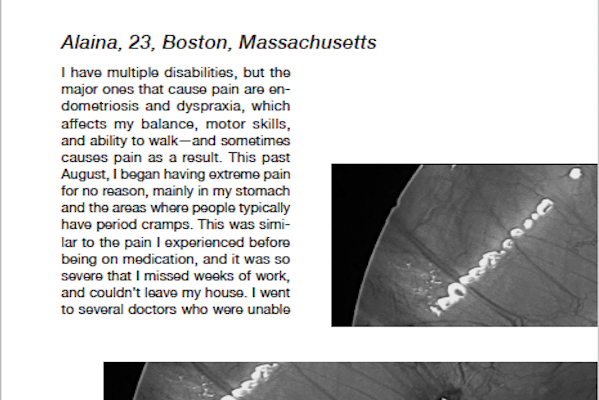 Alaina, 23, Boston, Massachusetts
I have multiple disabilities, but the
major ones that cause pain are en-
dometriosis and dyspraxia, which
affects my balance, motor skills,
and ability to walk—and sometimes
causes pain as a result. This past
August, I began having extreme pain
for no reason, mainly in my stomach
and the areas where people typically
have period cramps. This was simi-
lar to the pain I experienced before
being on medication, and it was so
severe that I missed weeks of work,
and couldn't leave my house. I went
to several doctors who were unable